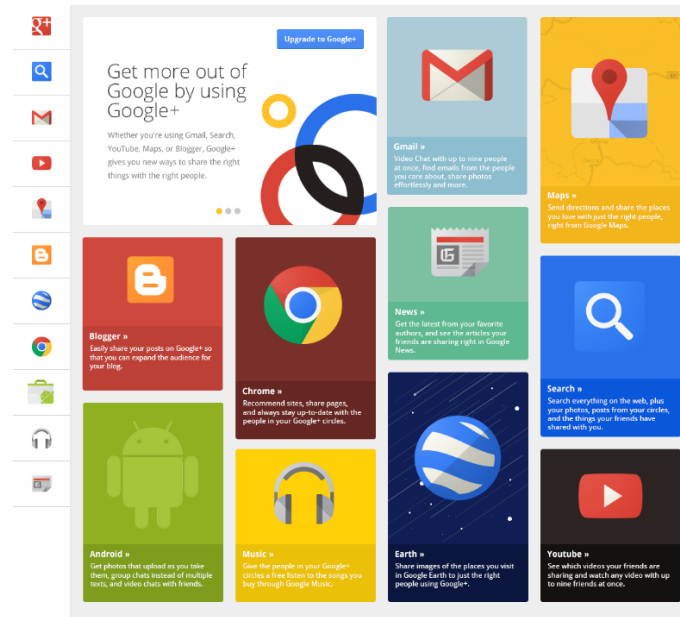 g+
Upgrade to Google+
Get more out of
Google by using
Google+
Whether you're using Gmail, Search,
YouTube, Maps, or Blogger, Google+
gives you new ways to share the right
things with the right people.
Gmail »
Video Chat with up to nine people
at once, find emails from the people
you care about, share photos
effortlessly and more.
Maps »
Send directions and share the places
you love with just the right people,
right from Google Maps.
Blogger »
Easily share your posts on Google+ so
that you can expand the audience for
your blog.
Chrome »
Recommend sites, share pages,
and always stay up-to-date with the
people in your Google+ circles.
News »
Get the latest from your favorite
authors, and see the articles your
friends are sharing right in Google
News.
Search »
Search everything on the web, plus
your photos, posts from your circles,
and the things your friends have
shared with you.
Android »
Get photos that upload as you take
them, group chats instead of multiple
texts, and video chats with friends.
Music »
Give the people in your Google+
circles a free listen to the songs you
buy through Google Music.
Earth »
Share images of the places you visit
in Google Earth to just the right
people using Google+.
Youtube »
See which videos your friends are
sharing and watch any video with up
to nine friends at once.